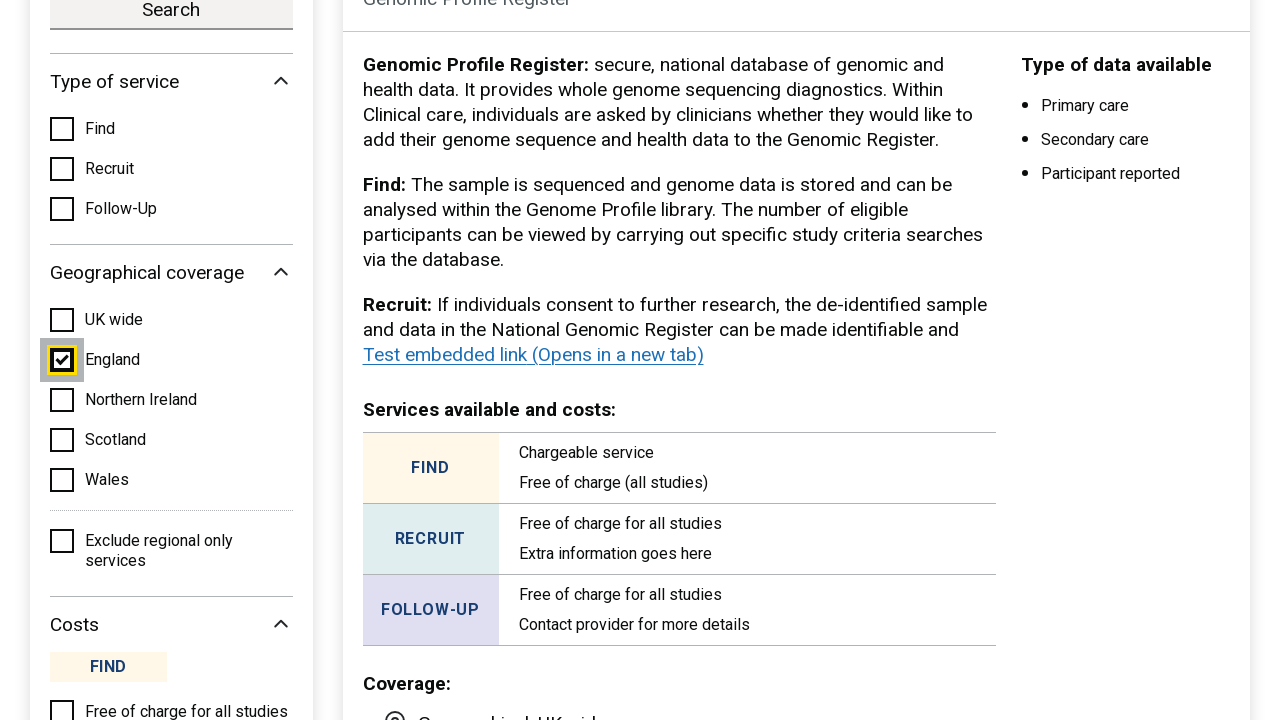 Search
Type of service
Find
Recruit
Follow-Up
Geographical coverage
UK wide
England
Northern Ireland
Scotland
Wales
Exclude regional only
services
Costs
FIND
Free of charge for all studies
Genomic Profile Register
Genomic Profile Register: secure, national database of genomic and
health data. It provides whole genome sequencing diagnostics. Within
Clinical care, individuals are asked by clinicians whether they would like to
add their genome sequence and health data to the Genomic Register.
Find: The sample is sequenced and genome data is stored and can be
analysed within the Genome Profile library. The number of eligible
participants can be viewed by carrying out specific study criteria searches
via the database.
Recruit: If individuals consent to further research, the de-identified sample
and data in the National Genomic Register can be made identifiable and
Test embedded link (Opens in a new tab)
Services available and costs:
FIND
Chargeable service
Free of charge (all studies)
RECRUIT
Free of charge for all studies
Extra information goes here
FOLLOW-UP
Free of charge for all studies
Contact provider for more details
Coverage:
Geographical: UK wide
Type of data available
Primary care
Secondary care
Participant reported